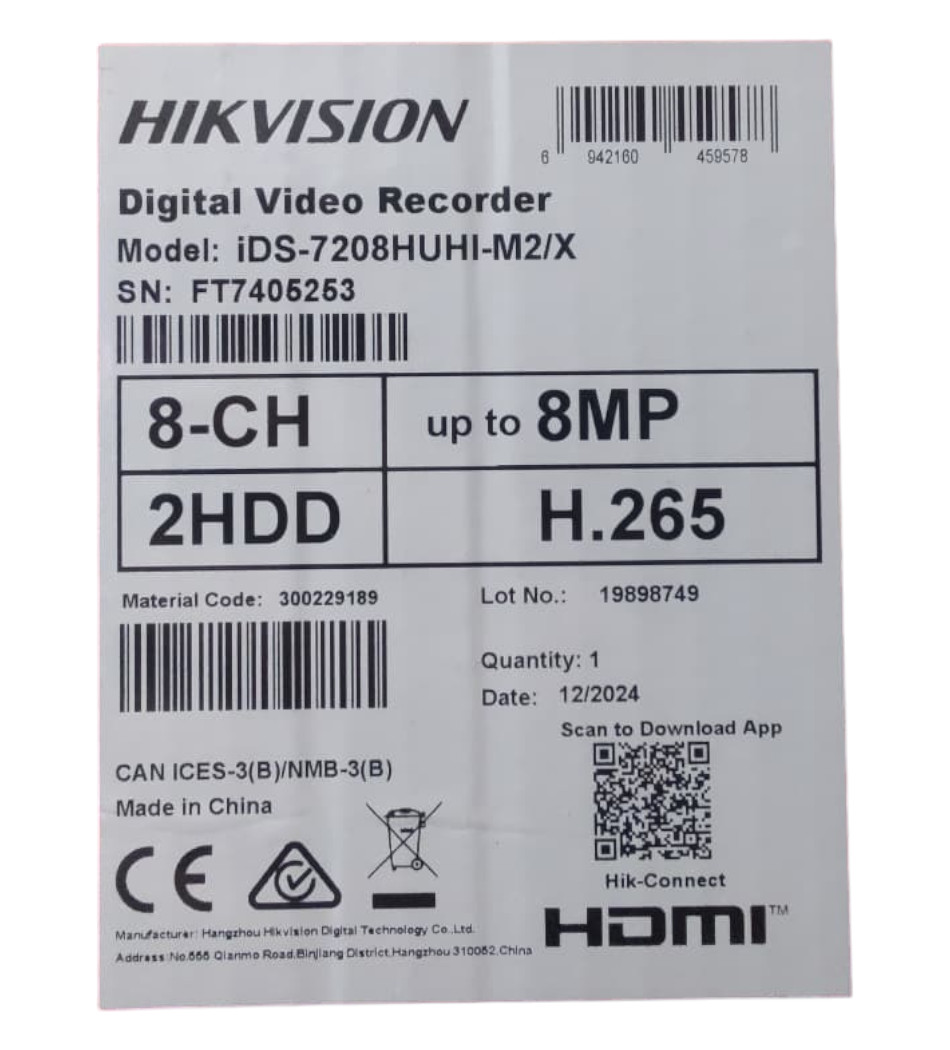 HIKVISION
6 942160 459578
Digital Video Recorder
Model: iDS-7208HUHI-M2/X
SN: FT7405253
8-CH
up to 8MP
2HDD
H.265
Material Code: 300229189
Lot No.: 19898749
Quantity: 1
Date: 12/2024
Scan to Download App
CAN ICES-3(B)/NMB-3(B)
Made in China
CE
Hik-Connect
HDMI™
Manufacturer: Hangzhou Hikvision Digital Technology Co.,Ltd.
Address:No.555 Qianmo Road,Binjiang District,Hangzhou 310052,China